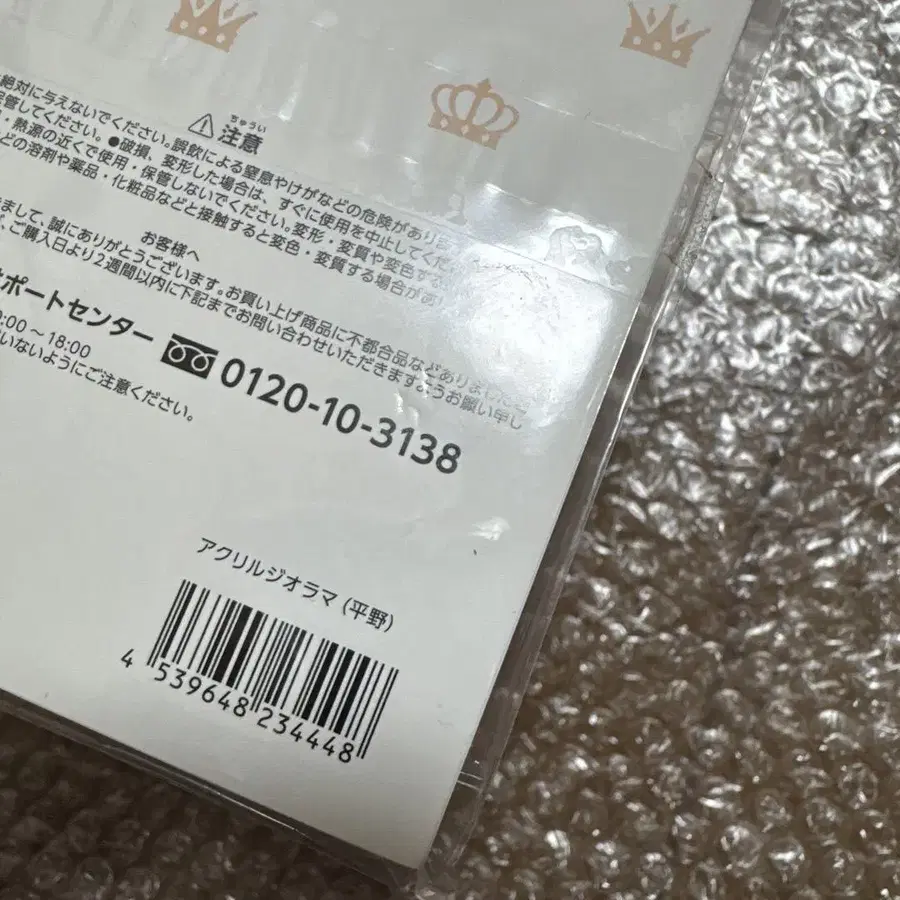 ちゅうい
⚠注意
絶対に与えないでください。誤飲による窒息やけがなどの危険があり
保管してください。●破損、変形した場合は、すぐに使用を中止してくだ
・熱源の近くで使用・保管しないでください。変形・変質や変色する
どの溶剤や薬品・化粧品などと接触すると変色・変質する場合があり
お客様へ
まして、誠にありがとうございます。お買い上げ商品に不都合品などありましたら
、ご購入日より2週間以内に下記までお問い合わせいただきますようお願い申し
ポートセンター 0120-10-3138
:00~18:00
いないようにご注意ください。
アクリルジオラマ(平野)
4 539648 234448